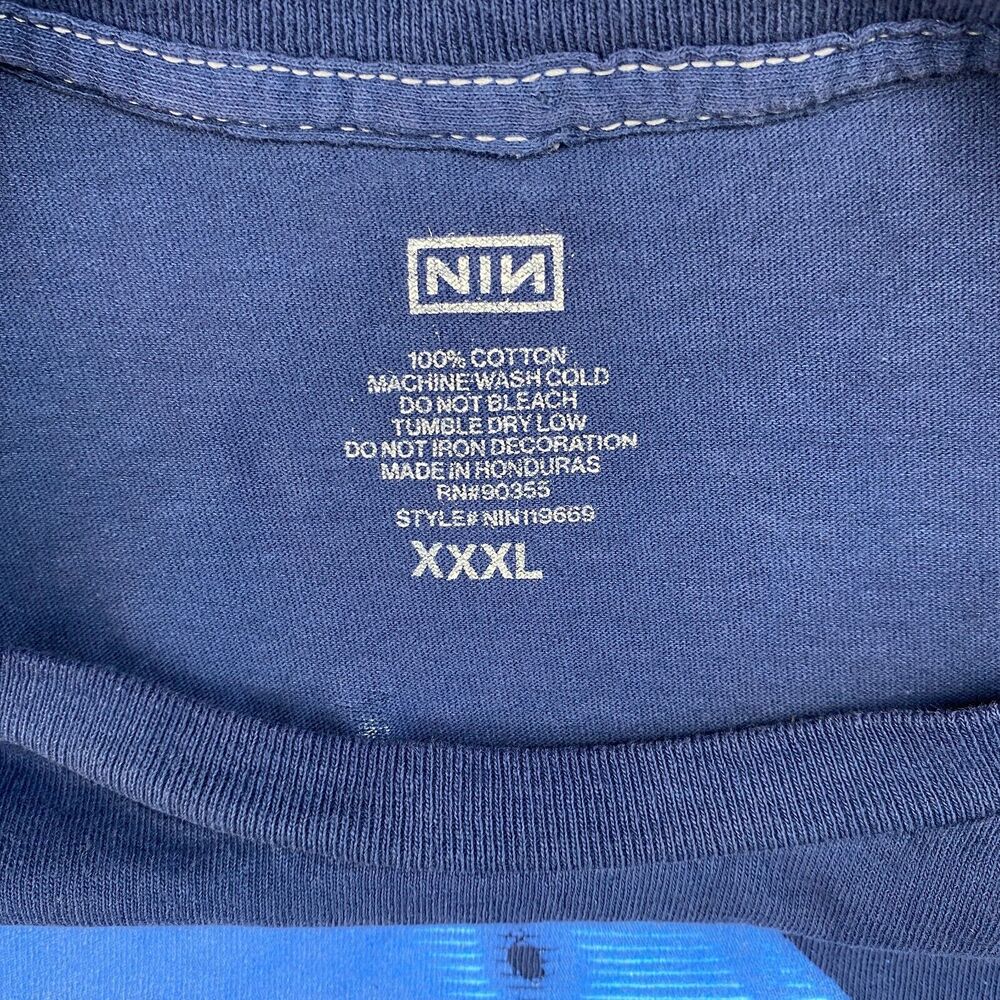 NIИ
100% COTTON
MACHINE WASH COLD
DO NOT BLEACH
TUMBLE DRY LOW
DO NOT IRON DECORATION
MADE IN HONDURAS
RN#90355
STYLE# NIN119669
XXXL